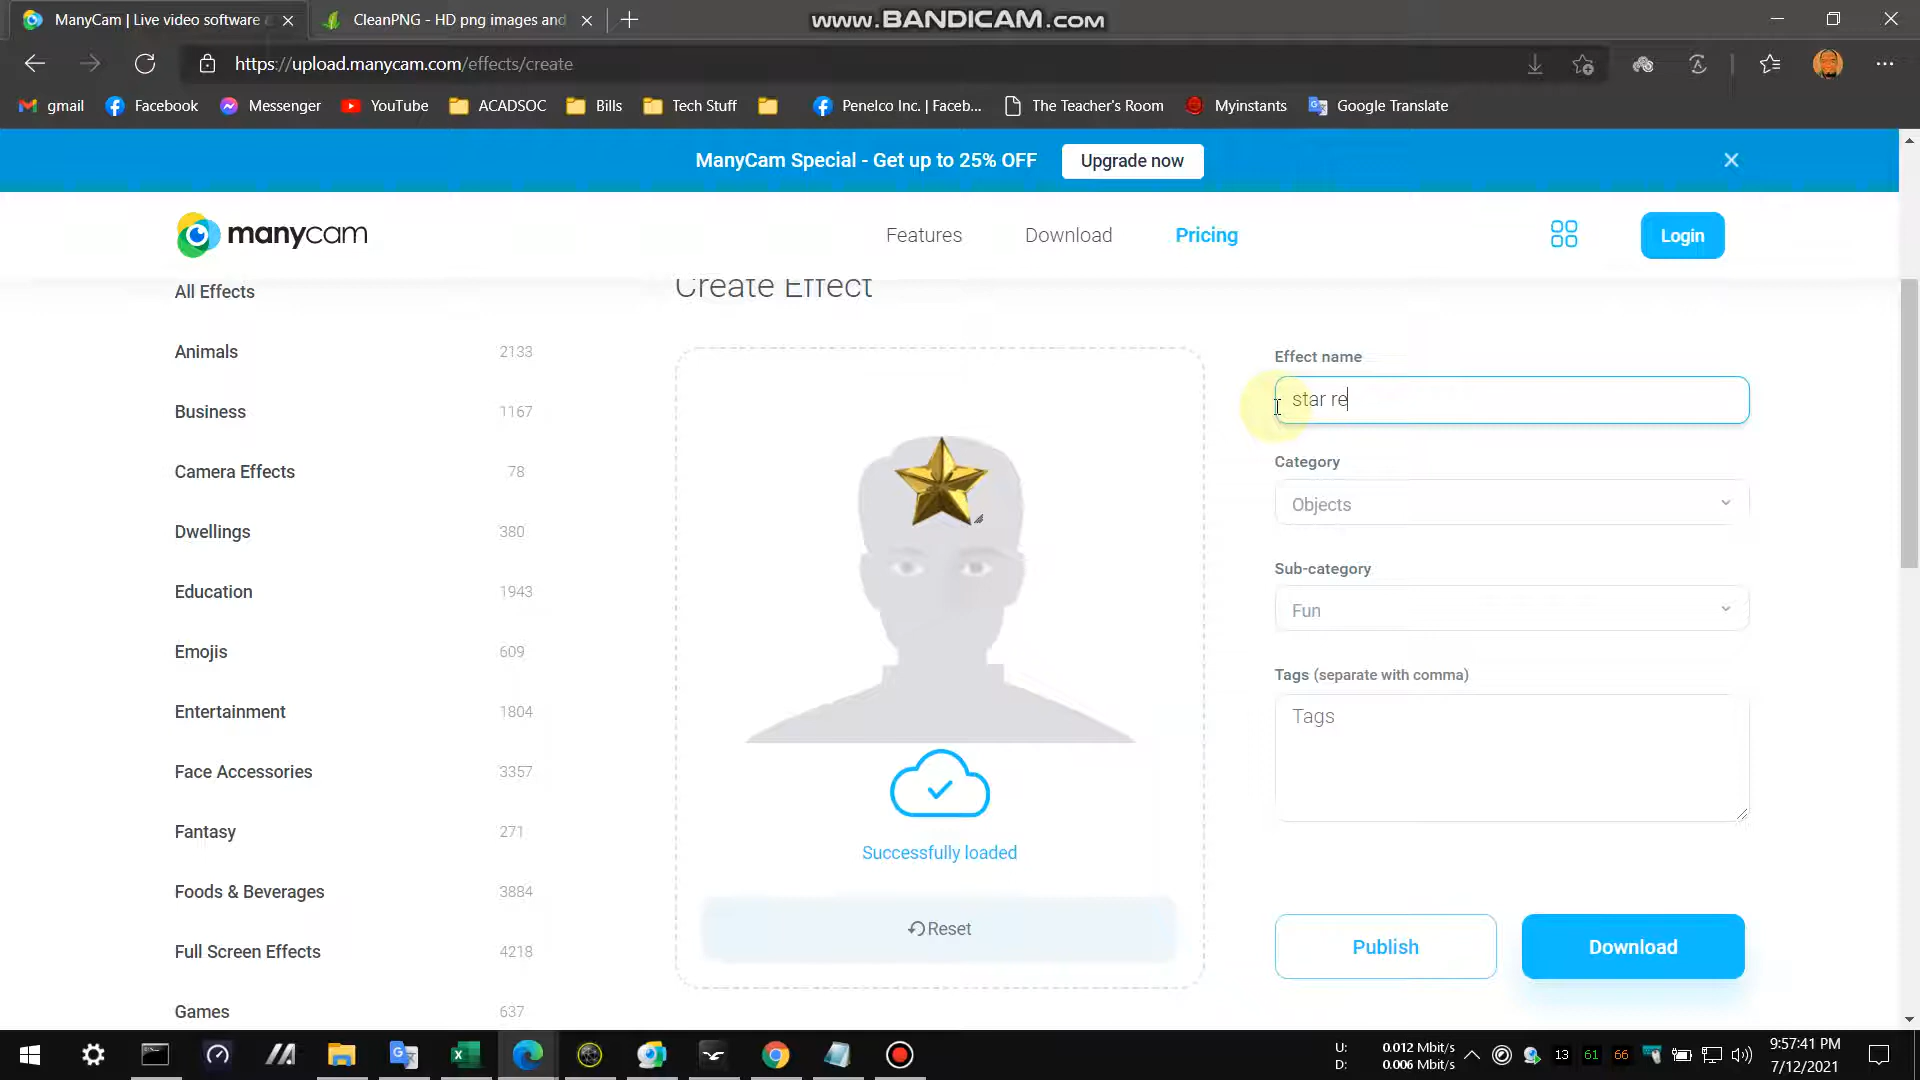 ManyCam | Live video software a
CleanPNG - HD png images and
www.BANDICAM.com
https://upload.manycam.com/effects/create
gmail
Facebook
Messenger
YouTube
ACADSOC
Bills
Tech Stuff
Penelco Inc. | Faceb...
The Teacher's Room
Myinstants
Google Translate
ManyCam Special - Get up to 25% OFF
Upgrade now
manycam
Features
Download
Pricing
Login
All Effects
Create Effect
Animals 2133
Business 1167
Camera Effects 78
Dwellings 380
Education 1943
Emojis 609
Entertainment 1804
Face Accessories 3357
Fantasy 271
Foods & Beverages 3884
Full Screen Effects 4218
Games 637
Successfully loaded
Reset
Effect name
star re
Category
Objects
Sub-category
Fun
Tags (separate with comma)
Tags
Publish
Download
U: 0.012 Mbit/s
D: 0.006 Mbit/s
13
61
66
9:57:41 PM
7/12/2021